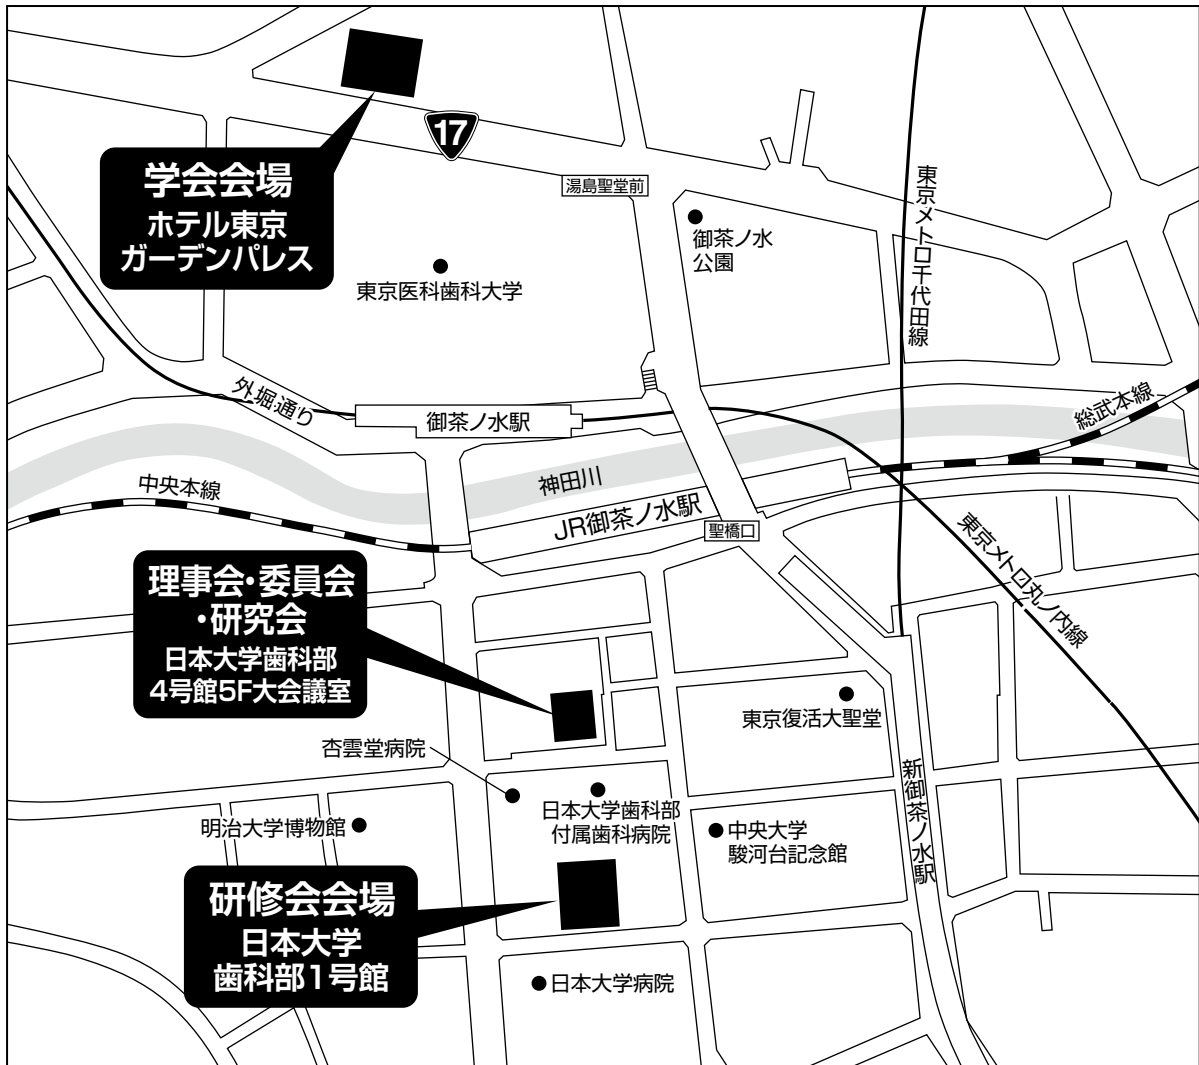 17
学会会場
ホテル東京
ガーデンパレス
湯島聖堂前
御茶ノ水
公園
東京メトロ千代田線
東京医科歯科大学
外堀通り
御茶ノ水駅
総武本線
神田川
中央本線
JR御茶ノ水駅
聖橋口
東京メトロ丸ノ内線
理事会・委員会
・研究会
日本大学歯科部
4号館5F大会議室
東京復活大聖堂
杏雲堂病院
日本大学歯科部
付属歯科病院
新御茶ノ水駅
明治大学博物館
中央大学
駿河台記念館
研修会会場
日本大学
歯科部1号館
日本大学病院